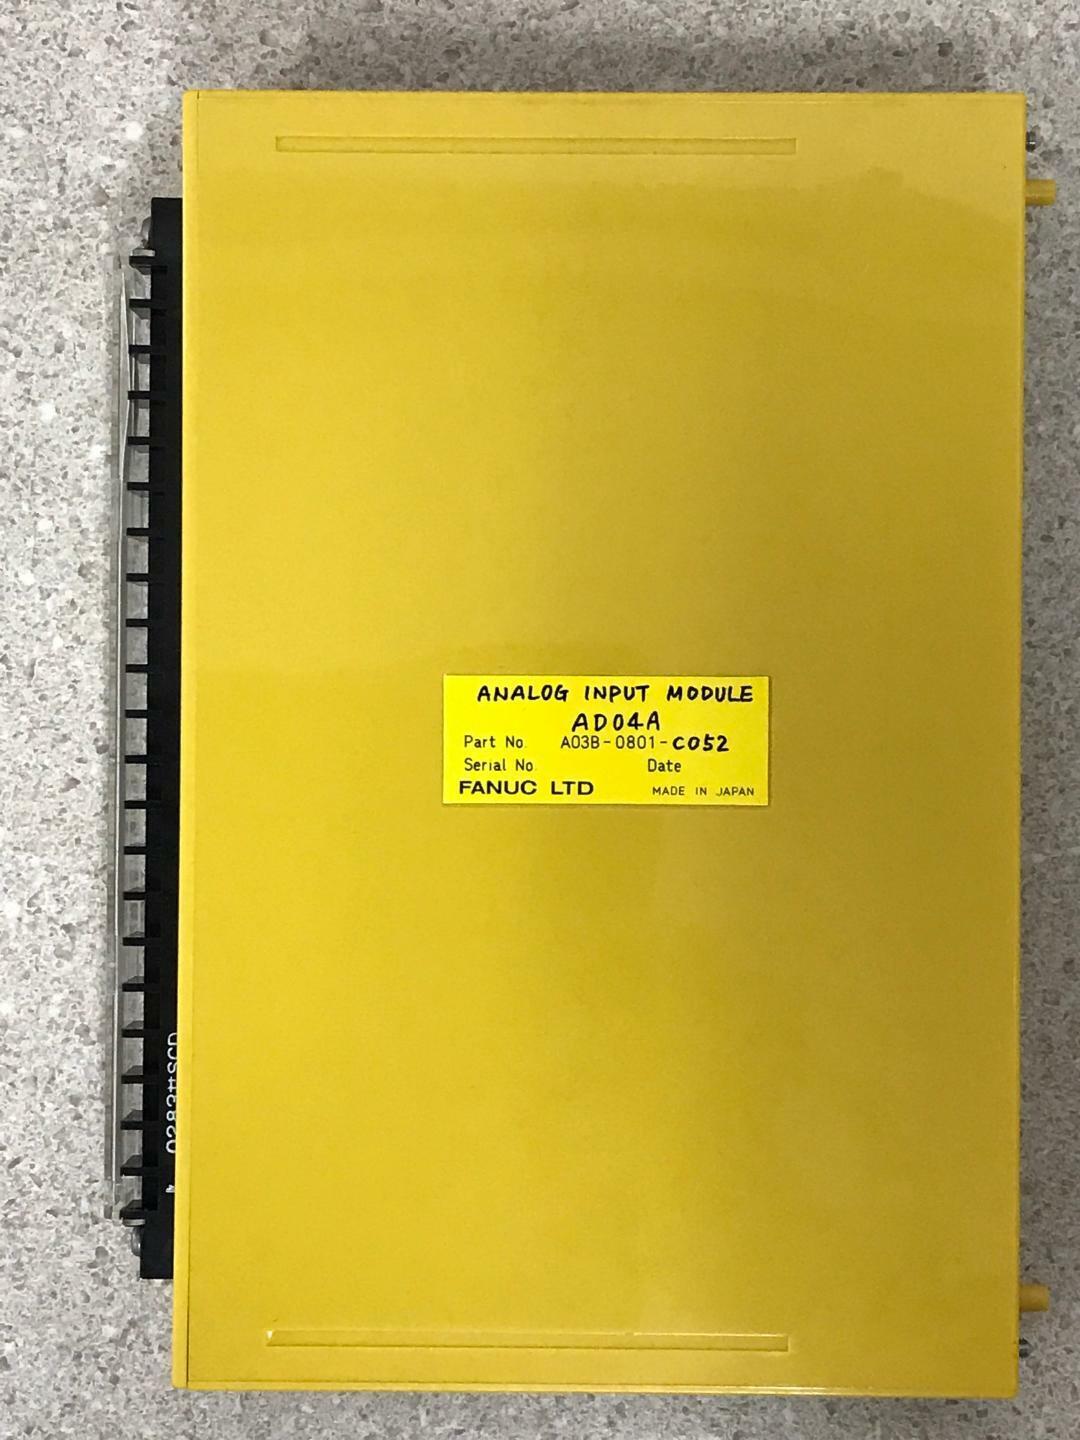 ANALOG INPUT MODULE
AD04A
Part No. A03B-0801-C052
Serial No. Date
FANUC LTD MADE IN JAPAN